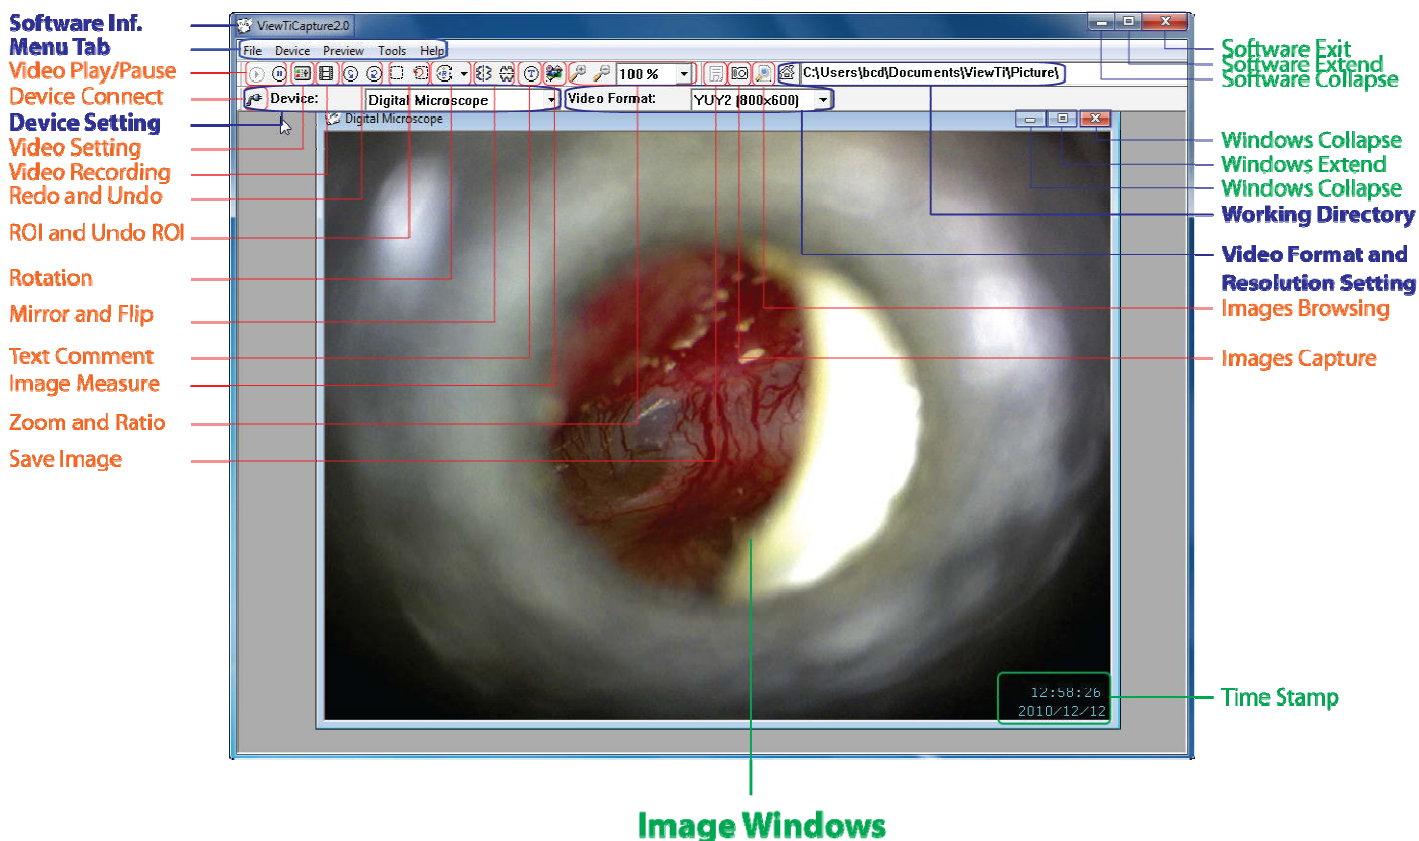 Software Inf.
Menu Tab
Video Play/Pause
Device Connect
Device Setting
Video Setting
Video Recording
Redo and Undo
ROI and Undo ROI
Rotation
Mirror and Flip
Text Comment
Image Measure
Zoom and Ratio
Save Image
ViewTiCapture2.0
File Device Preview Tools Help
100 %
C:\Users\bcd\Documents\ViewTi\Picture\
Device: Digital Microscope Video Format: YUY2 (800x600)
Digital Microscope
12:58:26
2010/12/12
Image Windows
Software Exit
Software Extend
Software Collapse
Windows Collapse
Windows Extend
Windows Collapse
Working Directory
Video Format and
Resolution Setting
Images Browsing
Images Capture
Time Stamp